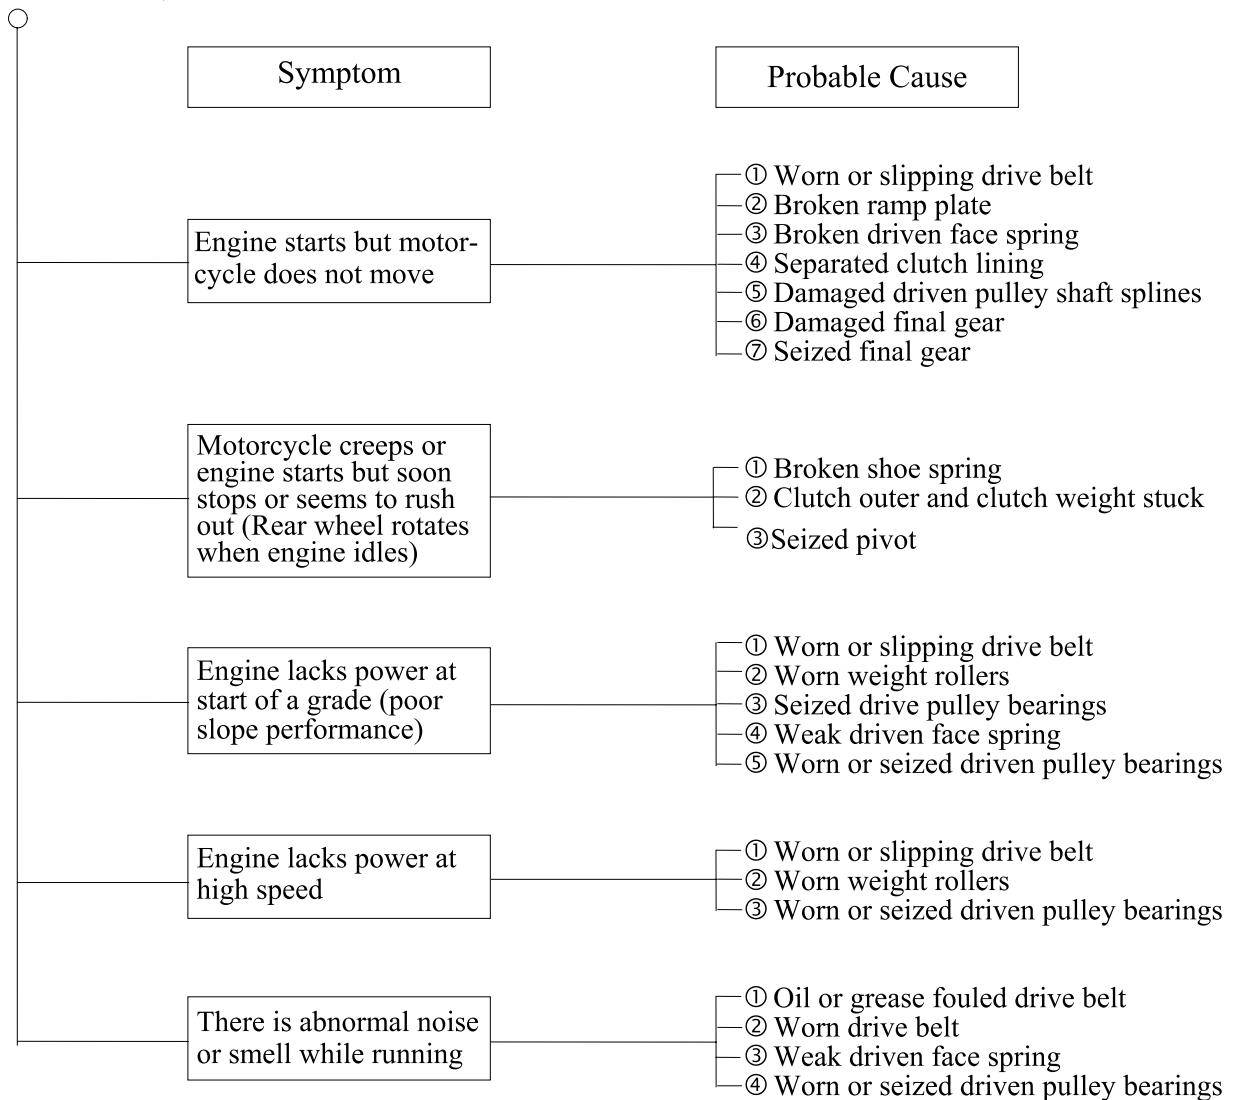 Symptom
Probable Cause
Engine starts but motor-
cycle does not move
① Worn or slipping drive belt
② Broken ramp plate
③ Broken driven face spring
④ Separated clutch lining
⑤ Damaged driven pulley shaft splines
⑥ Damaged final gear
⑦ Seized final gear
Motorcycle creeps or
engine starts but soon
stops or seems to rush
out (Rear wheel rotates
when engine idles)
① Broken shoe spring
② Clutch outer and clutch weight stuck
③Seized pivot
Engine lacks power at
start of a grade (poor
slope performance)
① Worn or slipping drive belt
② Worn weight rollers
③ Seized drive pulley bearings
④ Weak driven face spring
⑤ Worn or seized driven pulley bearings
Engine lacks power at
high speed
① Worn or slipping drive belt
② Worn weight rollers
③ Worn or seized driven pulley bearings
There is abnormal noise
or smell while running
① Oil or grease fouled drive belt
② Worn drive belt
③ Weak driven face spring
④ Worn or seized driven pulley bearings